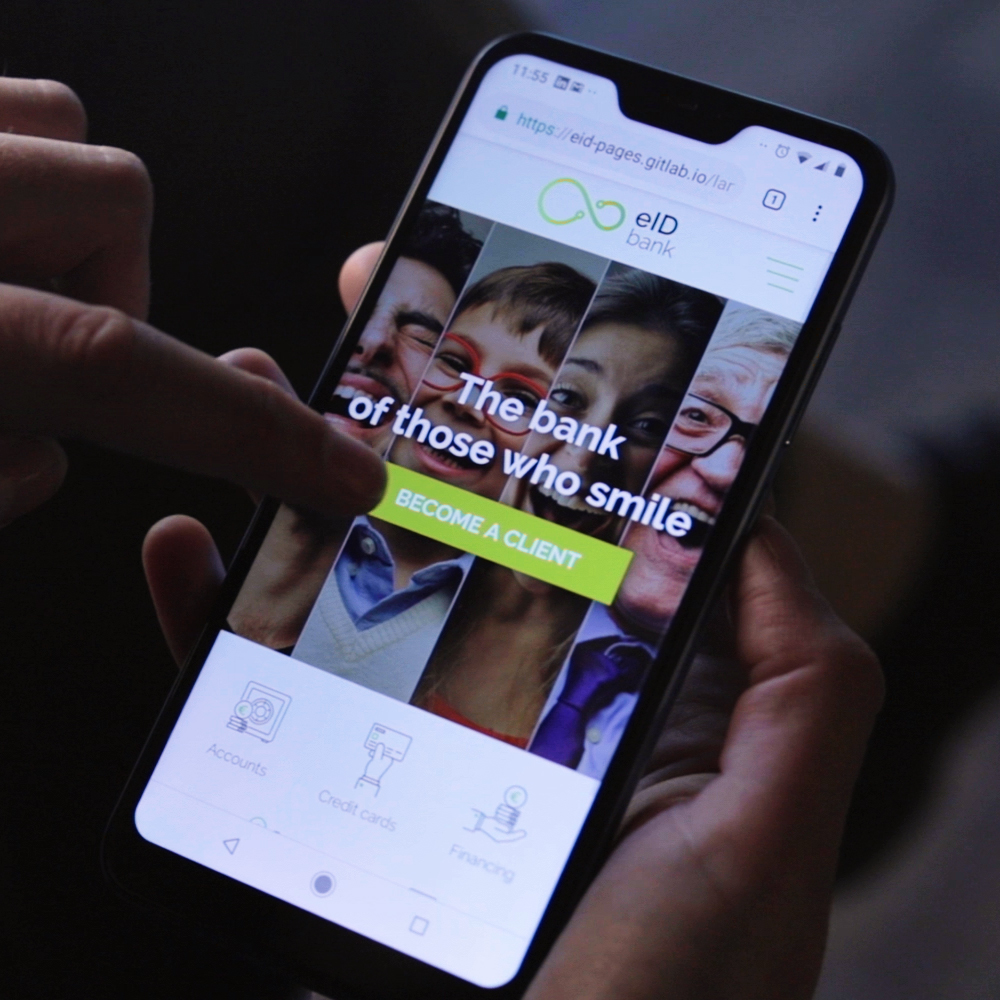 11:55
https://eid-pages.gitlab.io/lar
1
eID
bank
The bank
of those who smile
BECOME A CLIENT
Accounts
Credit cards
Financing